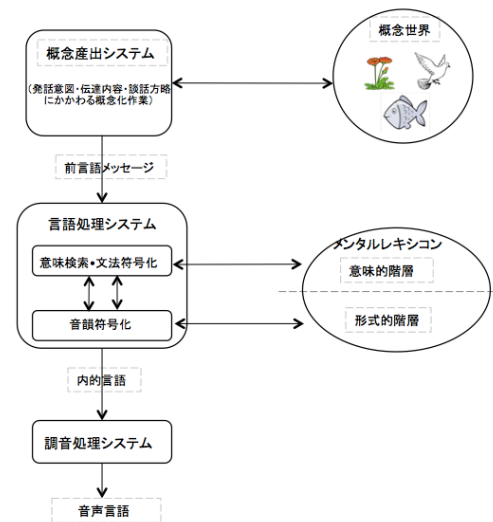 概念産出システム
(発話意図・伝達内容・談話方略
にかかわる概念化作業)
概念世界
前言語メッセージ
言語処理システム
意味検索・文法符号化
音韻符号化
メンタルレキシコン
意味的階層
形式的階層
内的言語
調音処理システム
音声言語